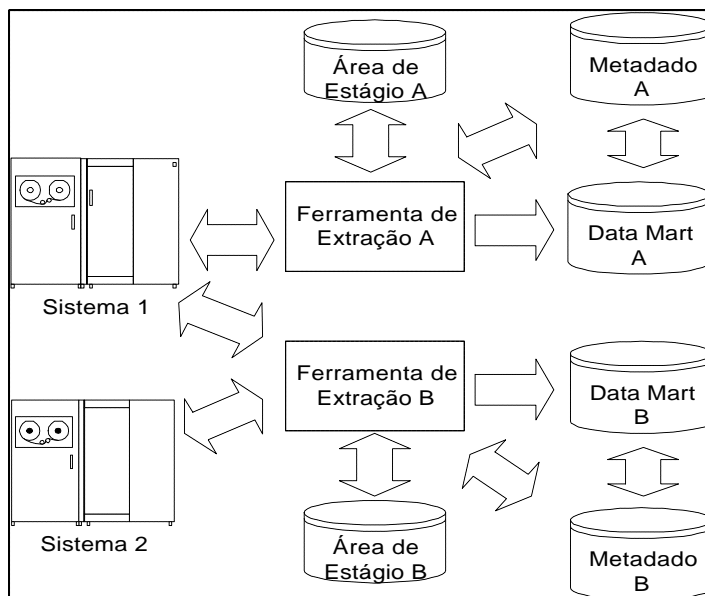 Área de
Estágio A
Metadado
A
Ferramenta de
Extração A
Data Mart
A
Sistema 1
Ferramenta de
Extração B
Data Mart
B
Sistema 2
Área de
Estágio B
Metadado
B